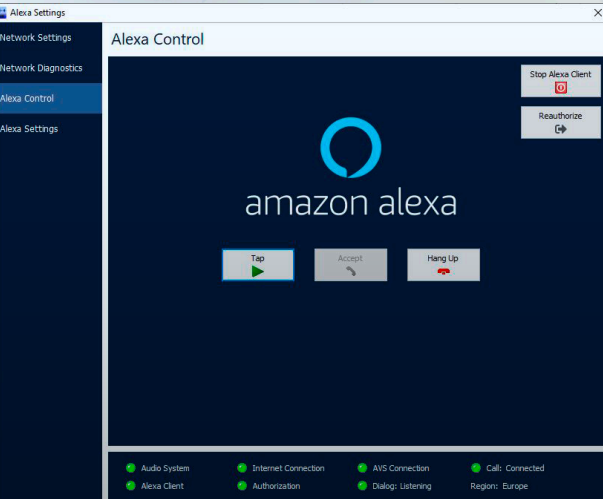 Alexa Settings
Network Settings
Network Diagnostics
Alexa Control
Alexa Settings
Alexa Control
Stop Alexa Client
Reauthorize
amazon alexa
Tap
Accept
Hang Up
Audio System
Internet Connection
AVS Connection
Call: Connected
Alexa Client
Authorization
Dialog: Listening
Region: Europe